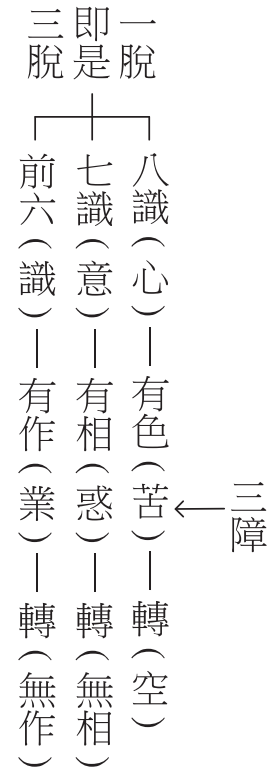 一脫
即是
三脫
三障
八識（心）—有色（苦）—轉（空）
七識（意）—有相（惑）—轉（無相）
前六（識）—有作（業）—轉（無作）